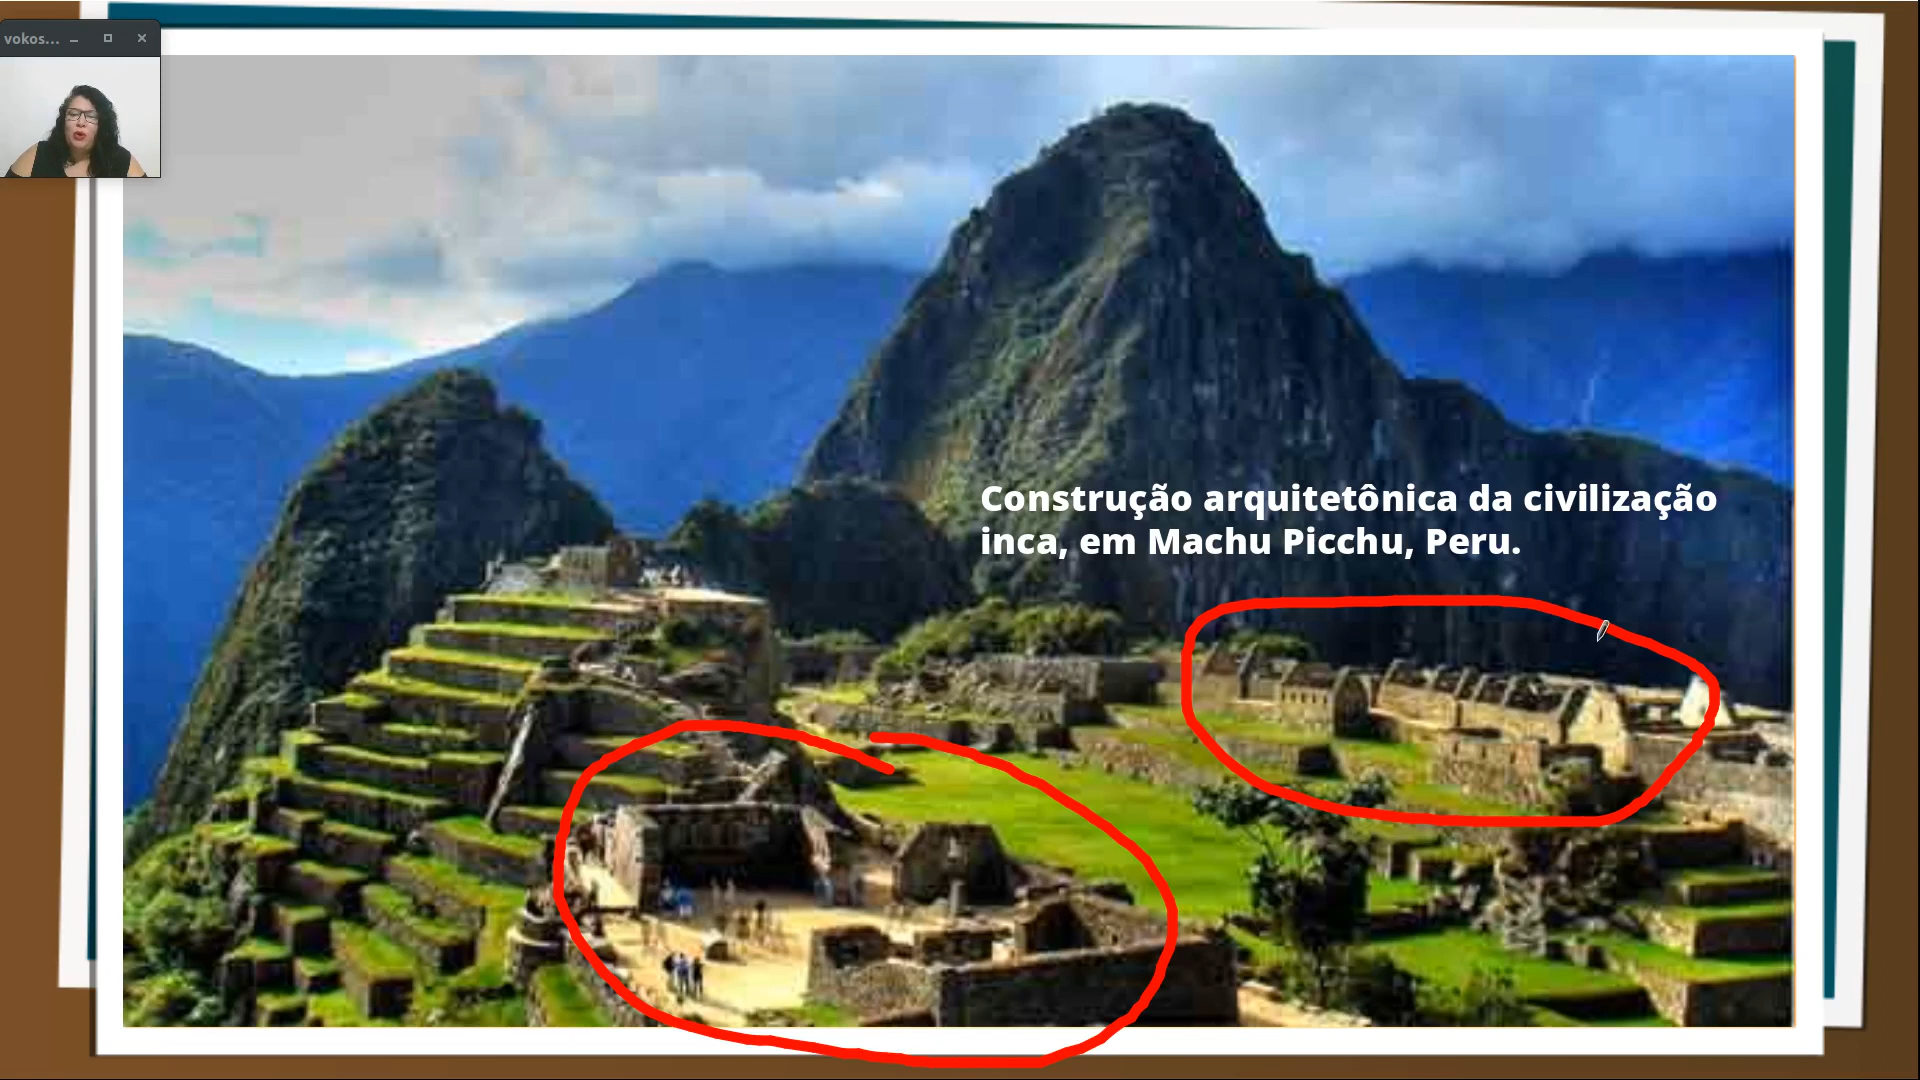 vokos...
Construção arquitetônica da civilização
inca, em Machu Picchu, Peru.